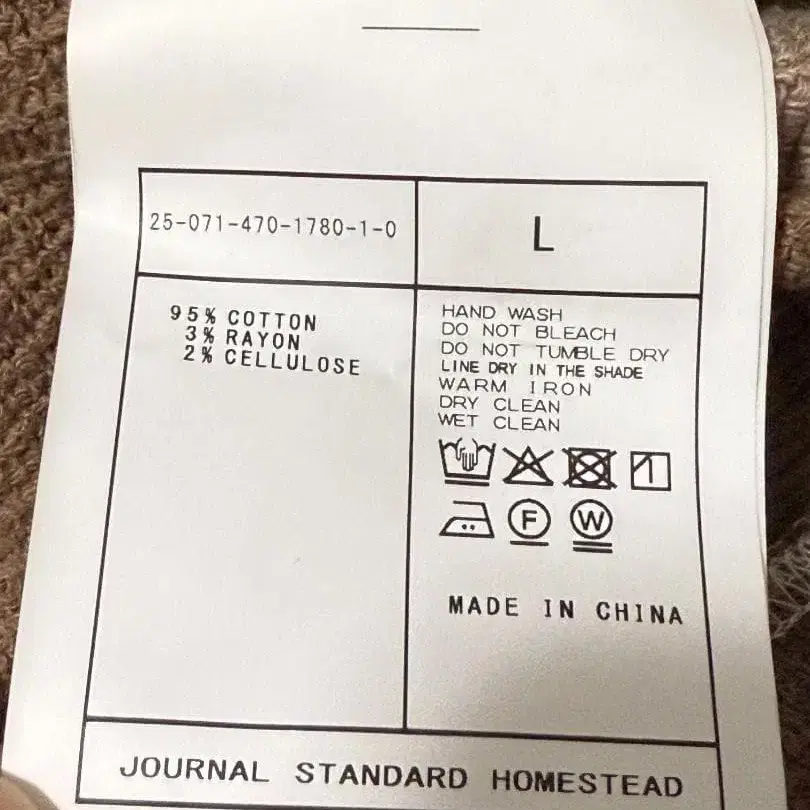 25-071-470-1780-1-0
L
95% COTTON
3% RAYON
2% CELLULOSE
HAND WASH
DO NOT BLEACH
DO NOT TUMBLE DRY
LINE DRY IN THE SHADE
WARM IRON
DRY CLEAN
WET CLEAN
F W
MADE IN CHINA
JOURNAL STANDARD HOMESTEAD